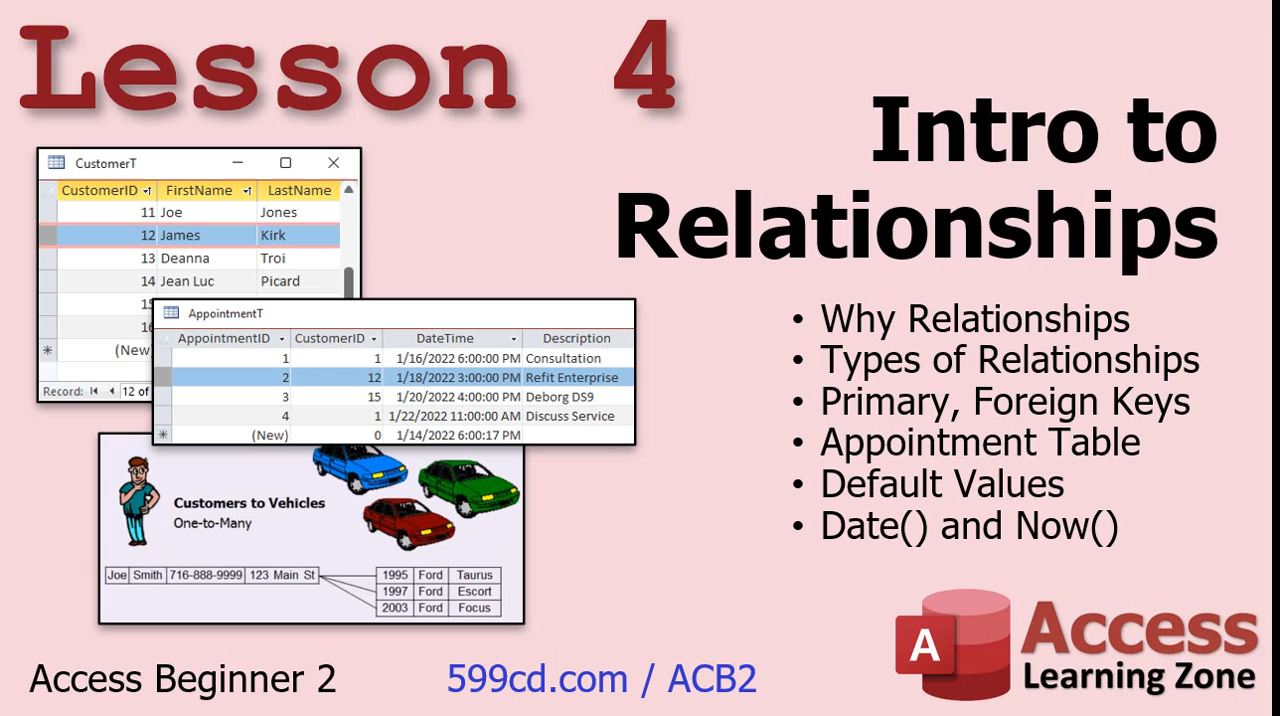 Lesson 4
Intro to
Relationships
CustomerT
CustomerID FirstName LastName
11 Joe Jones
12 James Kirk
13 Deanna Troi
14 Jean Luc Picard
15
16
(New)
Record: 12 of
AppointmentT
AppointmentID CustomerID DateTime Description
1 1 1/16/2022 6:00:00 PM Consultation
2 12 1/18/2022 3:00:00 PM Refit Enterprise
3 15 1/20/2022 4:00:00 PM Deborg DS9
4 1 1/22/2022 11:00:00 AM Discuss Service
(New) 0 1/14/2022 6:00:17 PM
Customers to Vehicles
One-to-Many
Joe Smith 716-888-9999 123 Main St
1995 Ford Taurus
1997 Ford Escort
2003 Ford Focus
• Why Relationships
• Types of Relationships
• Primary, Foreign Keys
• Appointment Table
• Default Values
• Date() and Now()
Access Beginner 2
599cd.com / ACB2
A
Access
Learning Zone